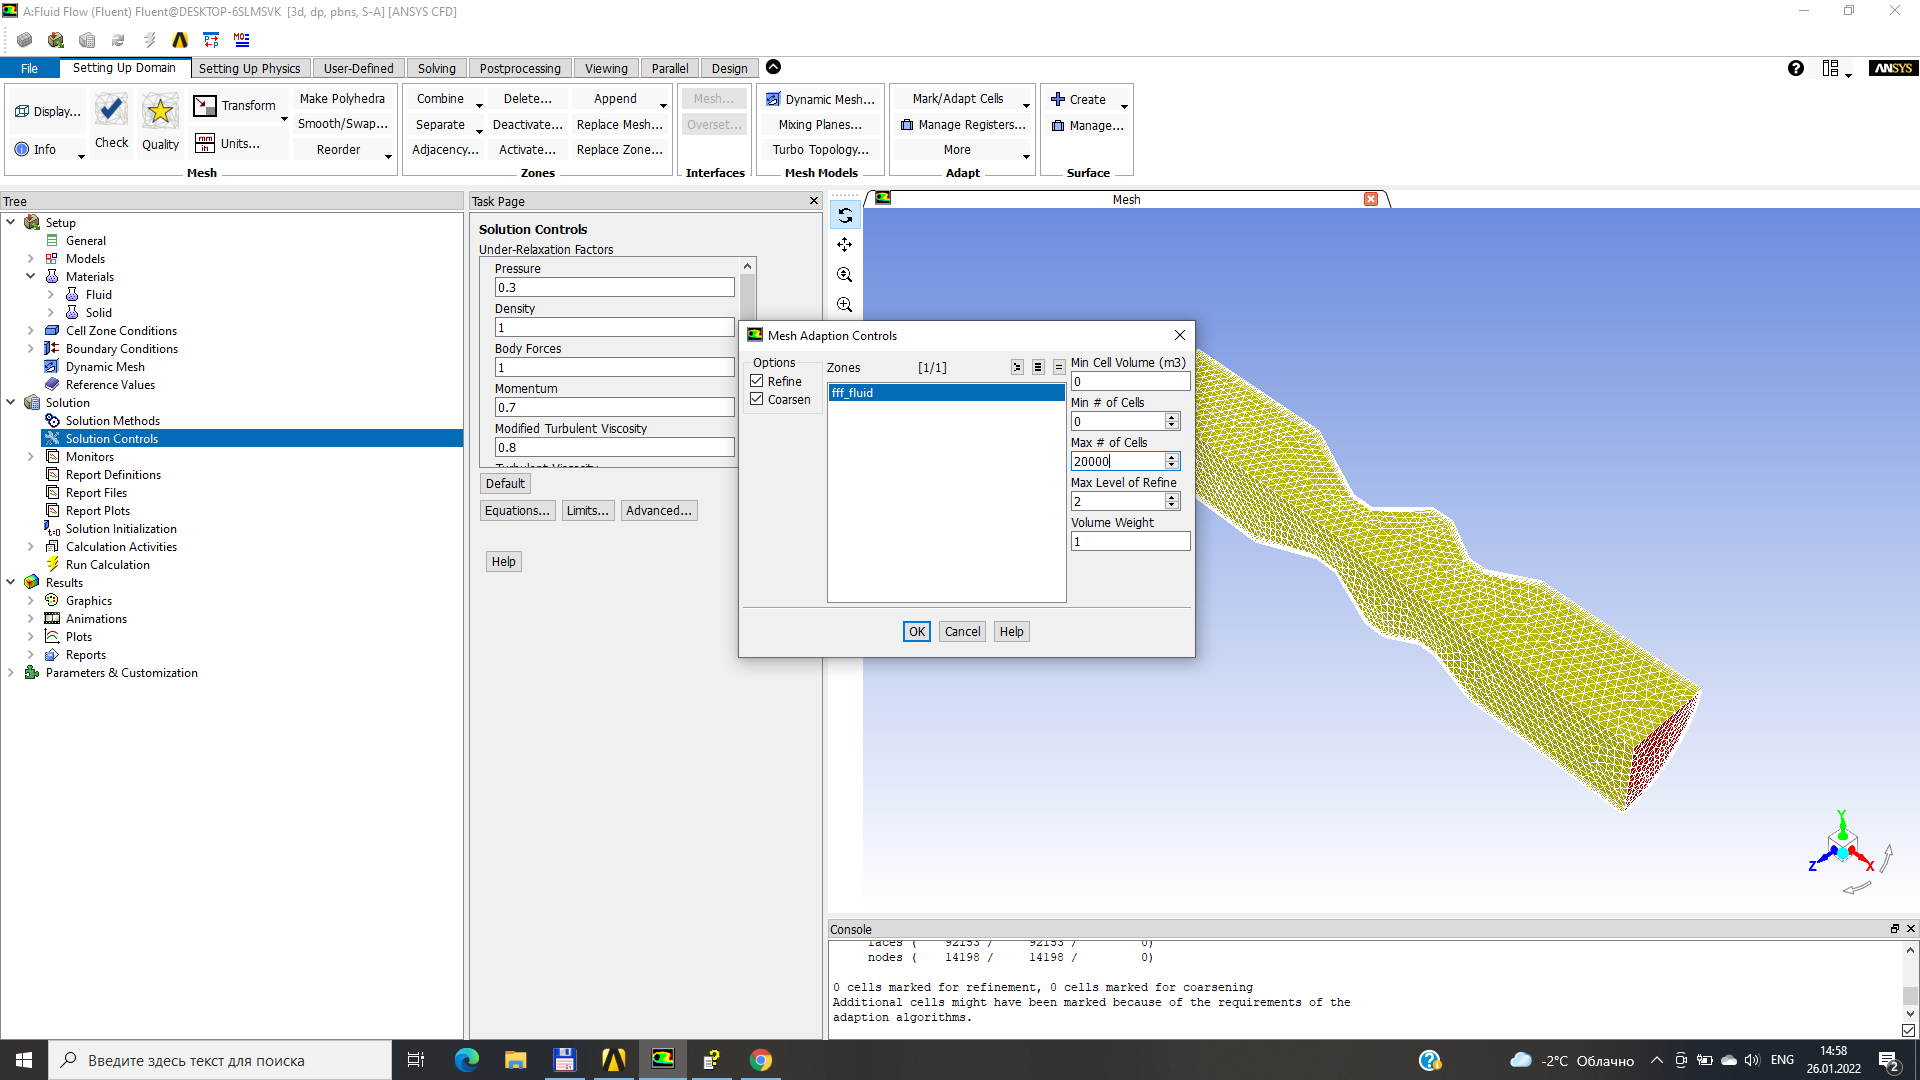 A:Fluid Flow (Fluent) Fluent@DESKTOP-6SLMSVK [3d, dp, pbns, S-A] [ANSYS CFD]
File
Setting Up Domain
Setting Up Physics
User-Defined
Solving
Postprocessing
Viewing
Parallel
Design
ANSYS
Display...
Info
Check
Quality
Transform
Units...
Make Polyhedra
Smooth/Swap...
Reorder
Mesh
Combine
Separate
Adjacency...
Delete...
Deactivate...
Activate...
Append
Replace Mesh...
Replace Zone...
Zones
Mesh...
Overset...
Interfaces
Dynamic Mesh...
Mixing Planes...
Turbo Topology...
Mesh Models
Mark/Adapt Cells
Manage Registers...
More
Adapt
Create
Manage...
Surface
Tree
Setup
General
Models
Materials
Fluid
Solid
Cell Zone Conditions
Boundary Conditions
Dynamic Mesh
Reference Values
Solution
Solution Methods
Solution Controls
Monitors
Report Definitions
Report Files
Report Plots
Solution Initialization
Calculation Activities
Run Calculation
Results
Graphics
Animations
Plots
Reports
Parameters & Customization
Task Page
Solution Controls
Under-Relaxation Factors
Pressure
0.3
Density
1
Body Forces
1
Momentum
0.7
Modified Turbulent Viscosity
0.8
Turbulent Viscosity
Default
Equations...
Limits...
Advanced...
Help
Mesh
Mesh Adaption Controls
Options
Refine
Coarsen
Zones [1/1]
fff_fluid
Min Cell Volume (m3)
0
Min # of Cells
0
Max # of Cells
20000
Max Level of Refine
2
Volume Weight
1
OK
Cancel
Help
Y
Z
X
Console
faces ( 92153 / 92153 / 0)
nodes ( 14198 / 14198 / 0)
0 cells marked for refinement, 0 cells marked for coarsening
Additional cells might have been marked because of the requirements of the
adaption algorithms.
Введите здесь текст для поиска
-2°C Облачно
ENG
14:58
26.01.2022
2